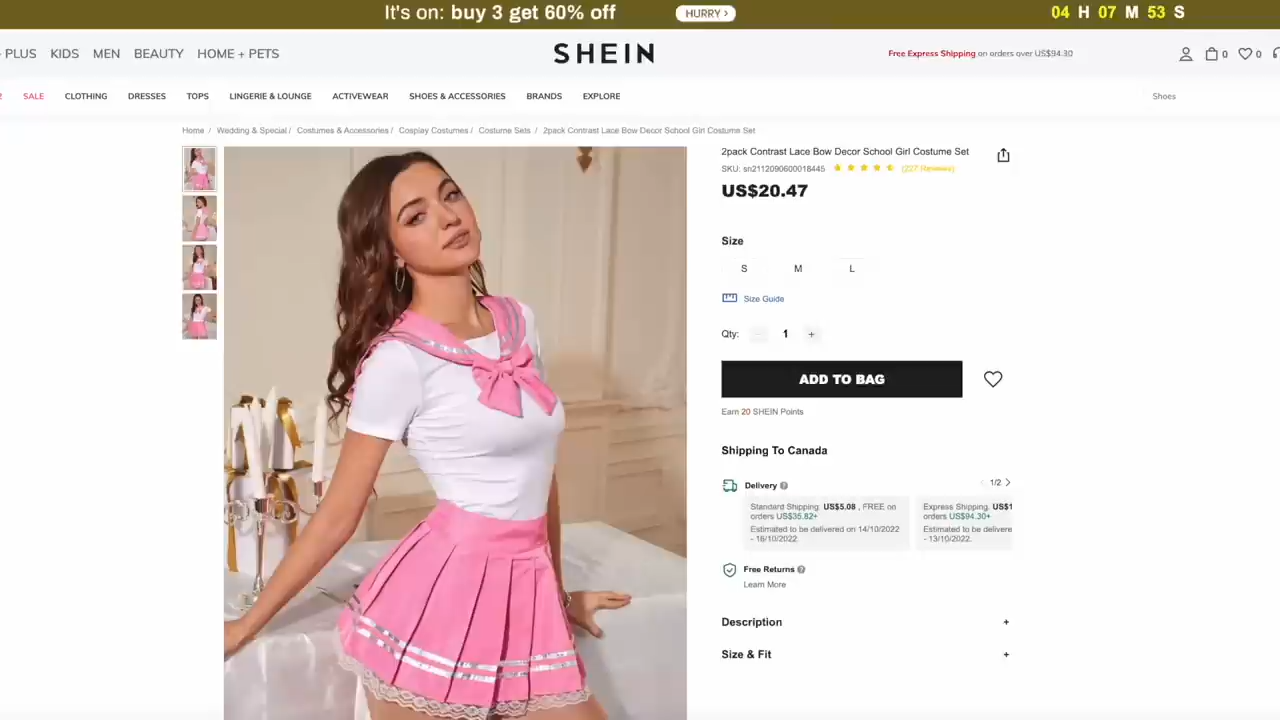 It's on: buy 3 get 60% off
HURRY >
04 H 07 M 53 S
PLUS KIDS MEN BEAUTY HOME + PETS
SHEIN
Free Express Shipping on orders over US$94.30
0 0
SALE CLOTHING DRESSES TOPS LINGERIE & LOUNGE ACTIVEWEAR SHOES & ACCESSORIES BRANDS EXPLORE
Shoes
Home / Wedding & Special / Costumes & Accessories / Cosplay Costumes / Costume Sets / 2pack Contrast Lace Bow Decor School Girl Costume Set
2pack Contrast Lace Bow Decor School Girl Costume Set
SKU: sn2112090600018445 (227 Reviews)
US$20.47
Size
S M L
Size Guide
Qty: - 1 +
ADD TO BAG
Earn 20 SHEIN Points
Shipping To Canada
Delivery ? 1/2 >
Standard Shipping: US$5.08 , FREE on
orders US$35.82+
Estimated to be delivered on 14/10/2022
- 18/10/2022.
Express Shipping: US$1
orders US$94.30+
Estimated to be delivere
- 13/10/2022.
Free Returns ?
Learn More
Description +
Size & Fit +